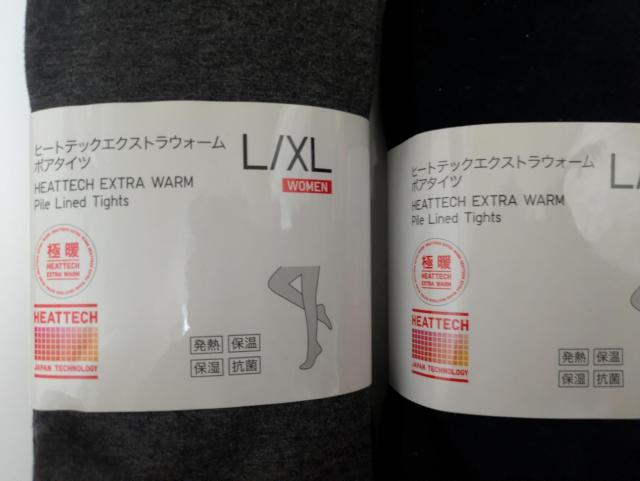 ヒートテックエクストラウォーム
ボアタイツ
HEATTECH EXTRA WARM
Pile Lined Tights
L/XL
WOMEN
極暖
HEATTECH
EXTRA WARM
HEATTECH
JAPAN TECHNOLOGY
発熱 保温
保湿 抗菌
ヒートテックエクストラウォーム
ボアタイツ
HEATTECH EXTRA WARM
Pile Lined Tights
L/
極暖
HEATTECH
EXTRA WARM
HEATTECH
JAPAN TECHNOLOGY
発熱 保温
保湿 抗菌